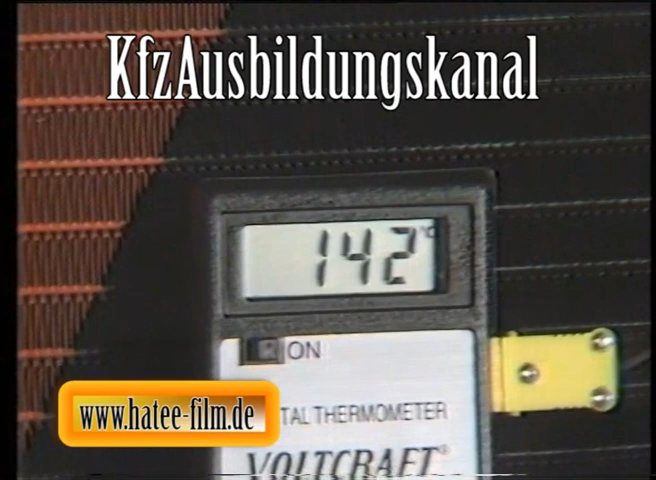 KfzAusbildungskanal
142 °C
ON
TAL THERMOMETER
www.hatee-film.de
VOLTCRAFT®